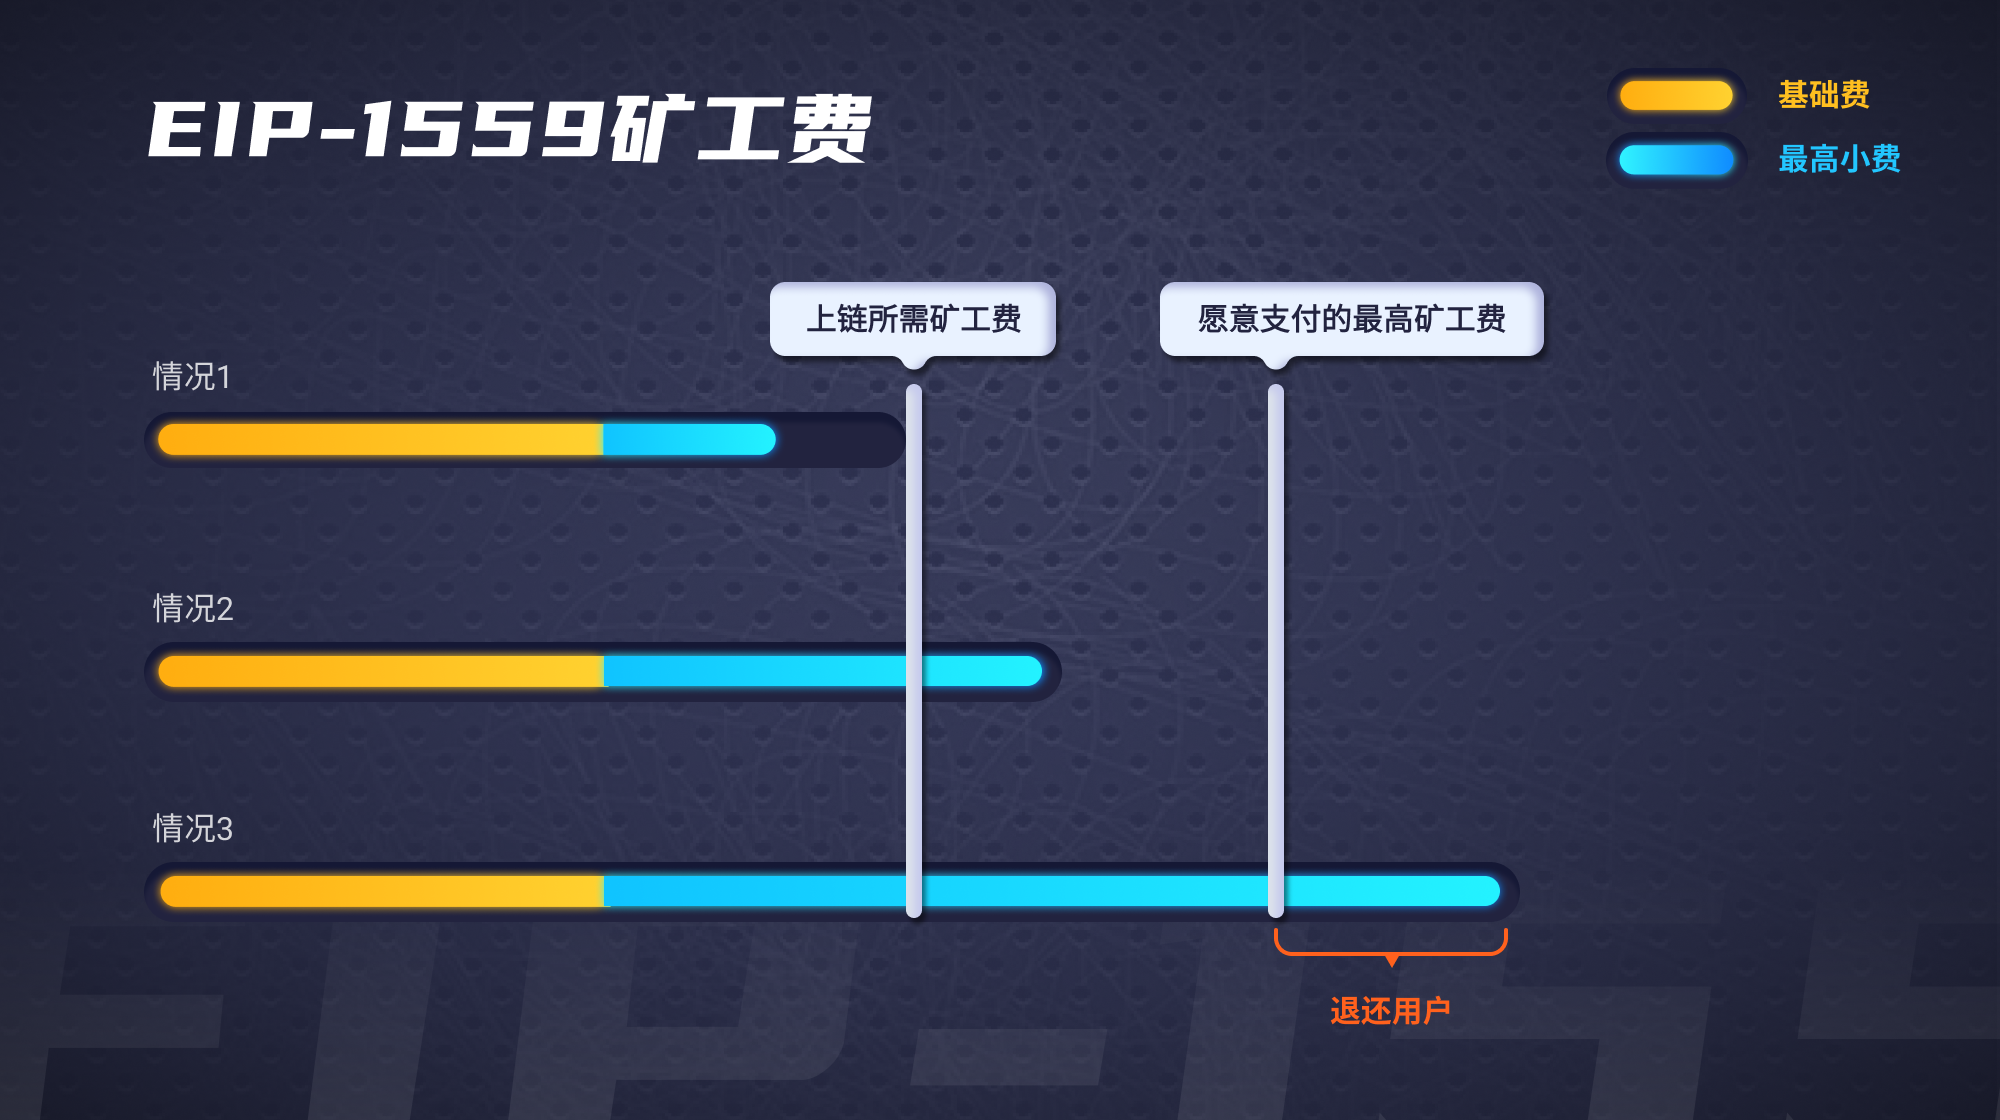 EIP-1559矿工费
基础费
最高小费
上链所需矿工费
愿意支付的最高矿工费
情况1
情况2
情况3
退还用户
EIP-15